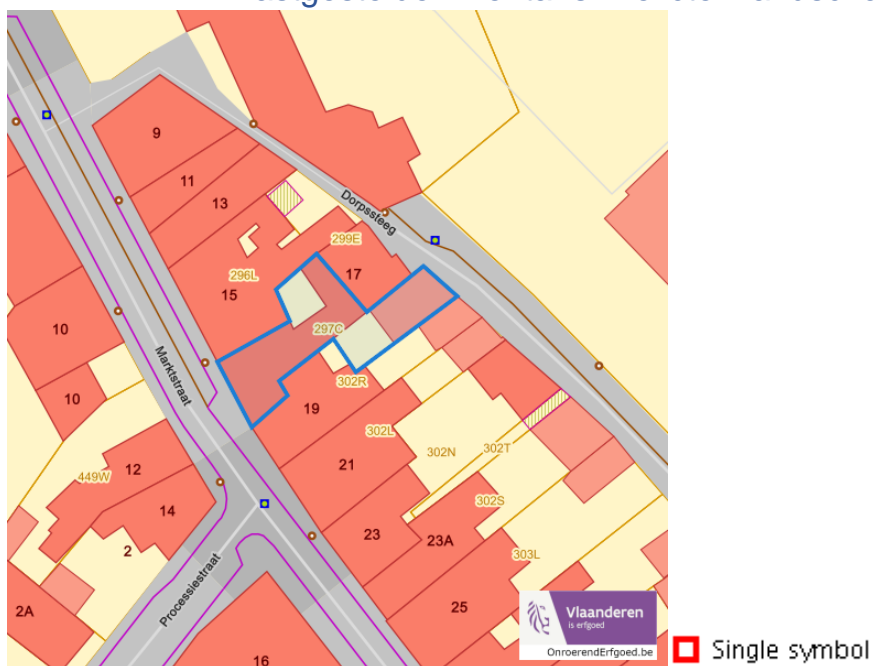 9
11
13
Dorpssteeg
299E
17
296L
15
297C
10
Marktstraat
302R
10
19
302L
302N
302T
21
12
449W
14
302S
2
23
23A
303L
Processiestraat
2A
25
16
Vlaanderen
is erfgoed
OnroerendErfgoed.be
Single symbol